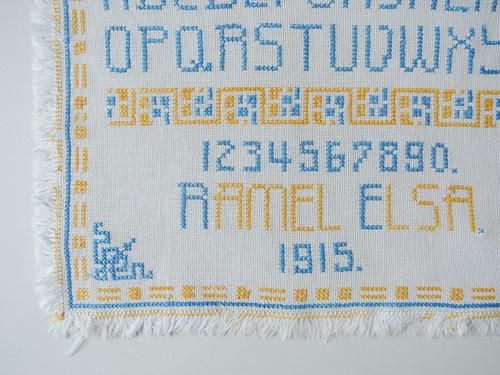 OPQRSTUVWXY
1234567890.
RAMEL ELSA.
1915.